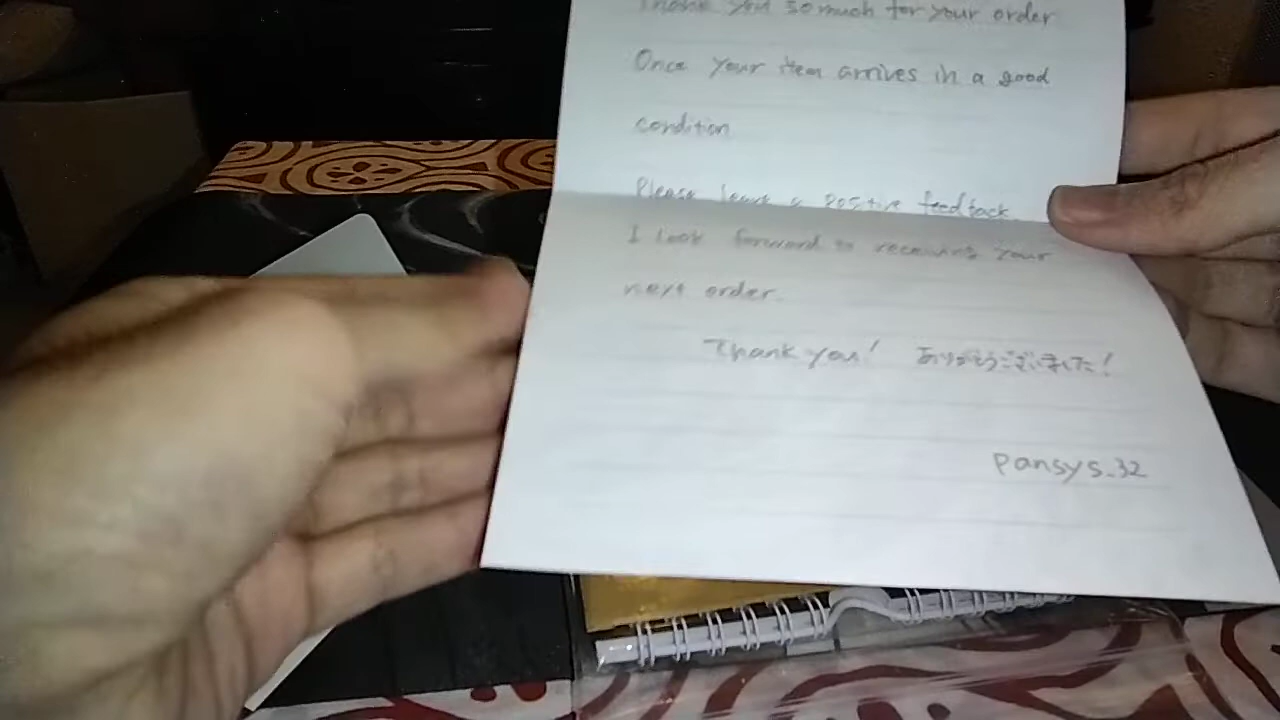 Thank you so much for your order
Once your item arrives in a good
condition
Please leave a positive feedback.
I look forward to receiving your
next order.
Thank you! ありがとうございました!
pansys_32